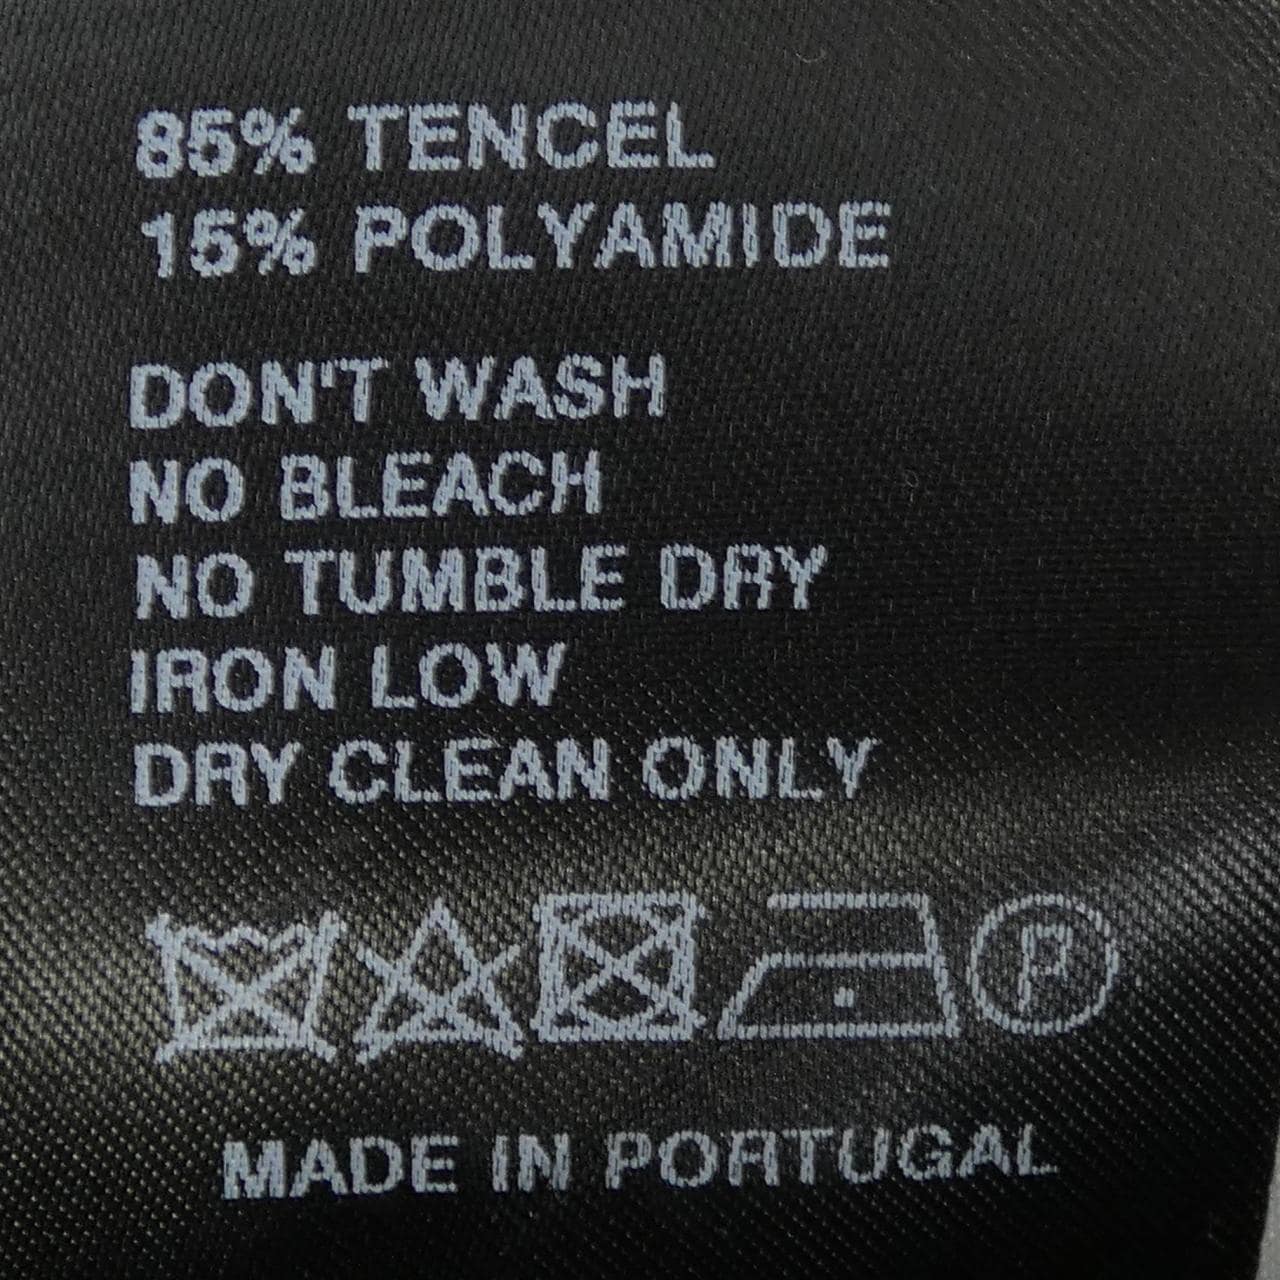 85% TENCEL
15% POLYAMIDE
DON'T WASH
NO BLEACH
NO TUMBLE DRY
IRON LOW
DRY CLEAN ONLY
P
MADE IN PORTUGAL